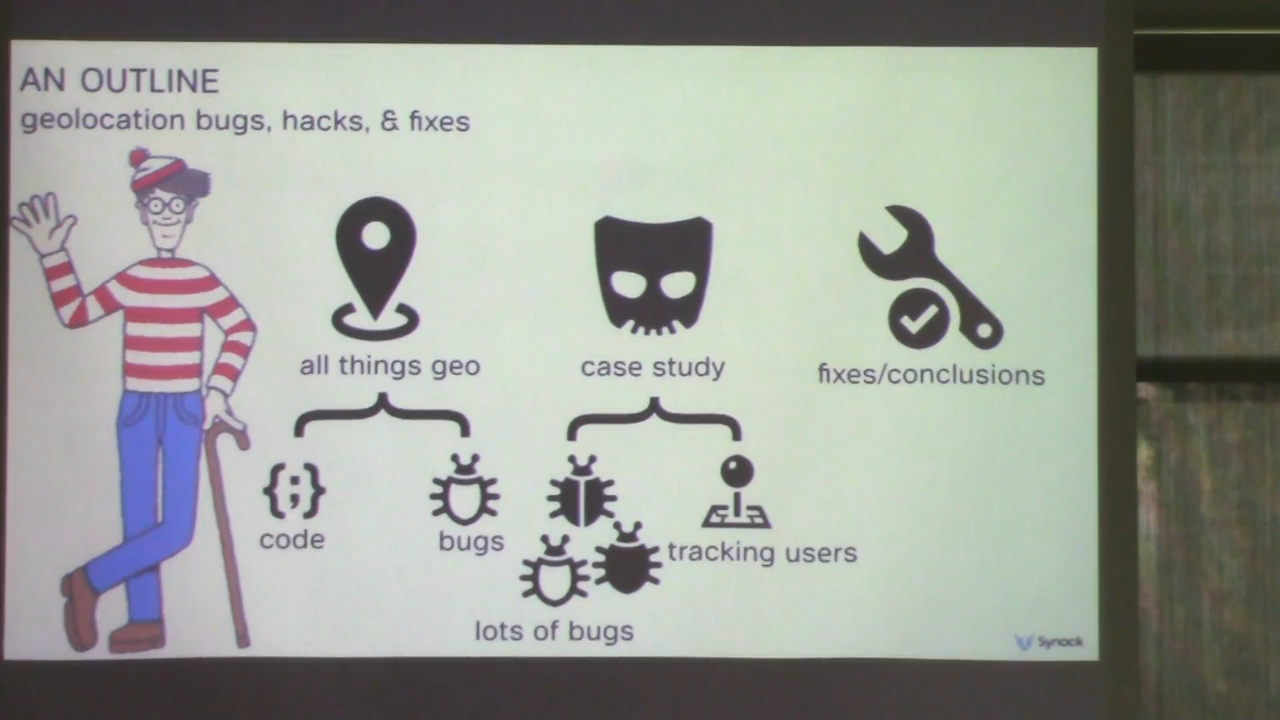 AN OUTLINE
geolocation bugs, hacks, & fixes
all things geo
case study
fixes/conclusions
{;}
code
bugs
tracking users
lots of bugs
Synack